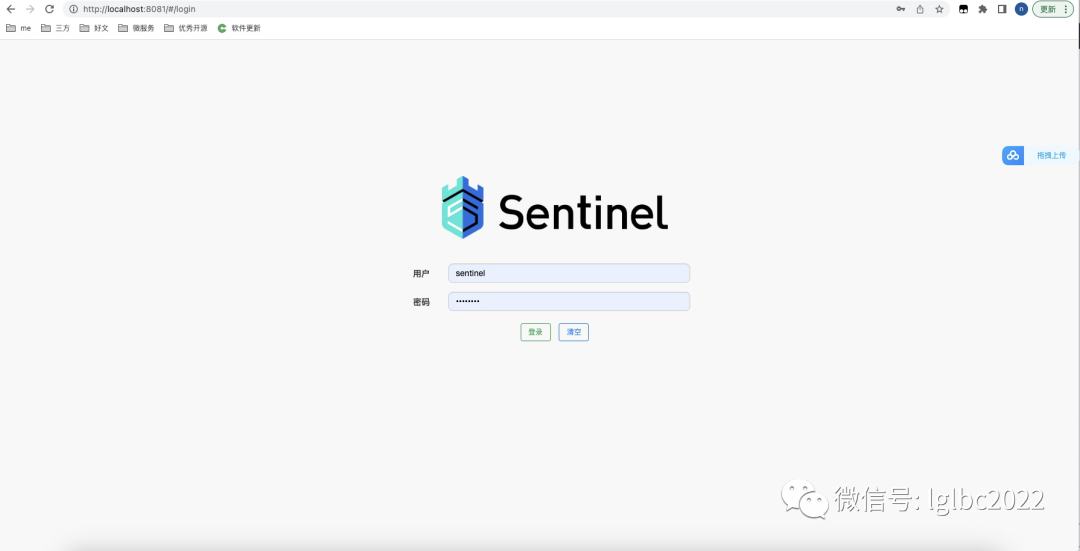 http://localhost:8081/#/login
n
更新
me
三方
好文
微服务
优秀开源
软件更新
拖拽上传
Sentinel
用户
sentinel
密码
••••••••
登录
清空
微信号: lglbc2022